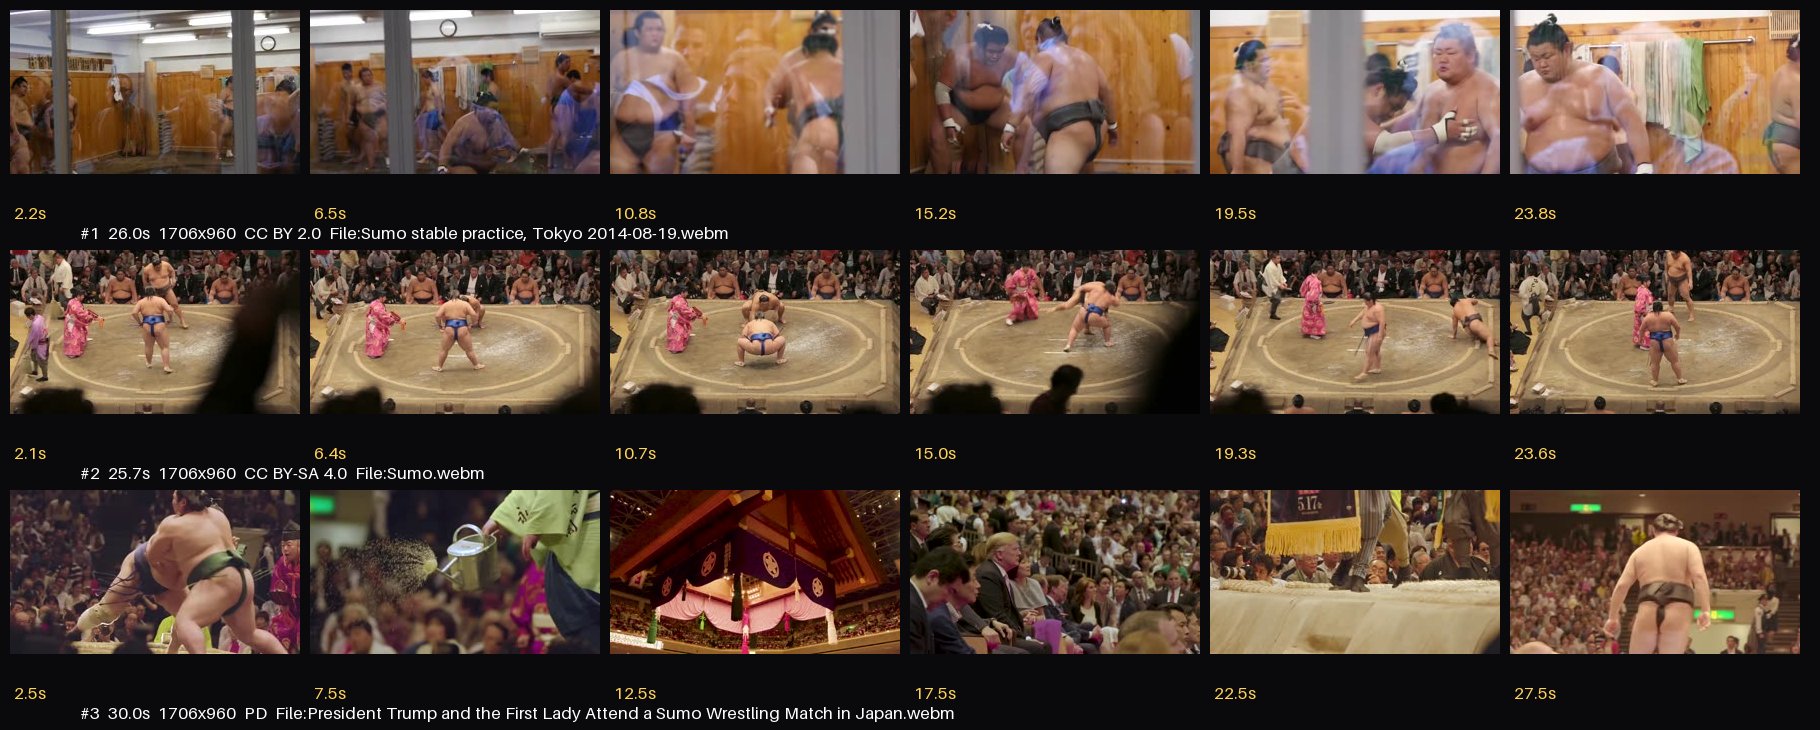 2.2s 6.5s 10.8s 15.2s 19.5s 23.8s
#1 26.0s 1706x960 CC BY 2.0 File:Sumo stable practice, Tokyo 2014-08-19.webm
2.1s 6.4s 10.7s 15.0s 19.3s 23.6s
#2 25.7s 1706x960 CC BY-SA 4.0 File:Sumo.webm
5.17
2.5s 7.5s 12.5s 17.5s 22.5s 27.5s
#3 30.0s 1706x960 PD File:President Trump and the First Lady Attend a Sumo Wrestling Match in Japan.webm